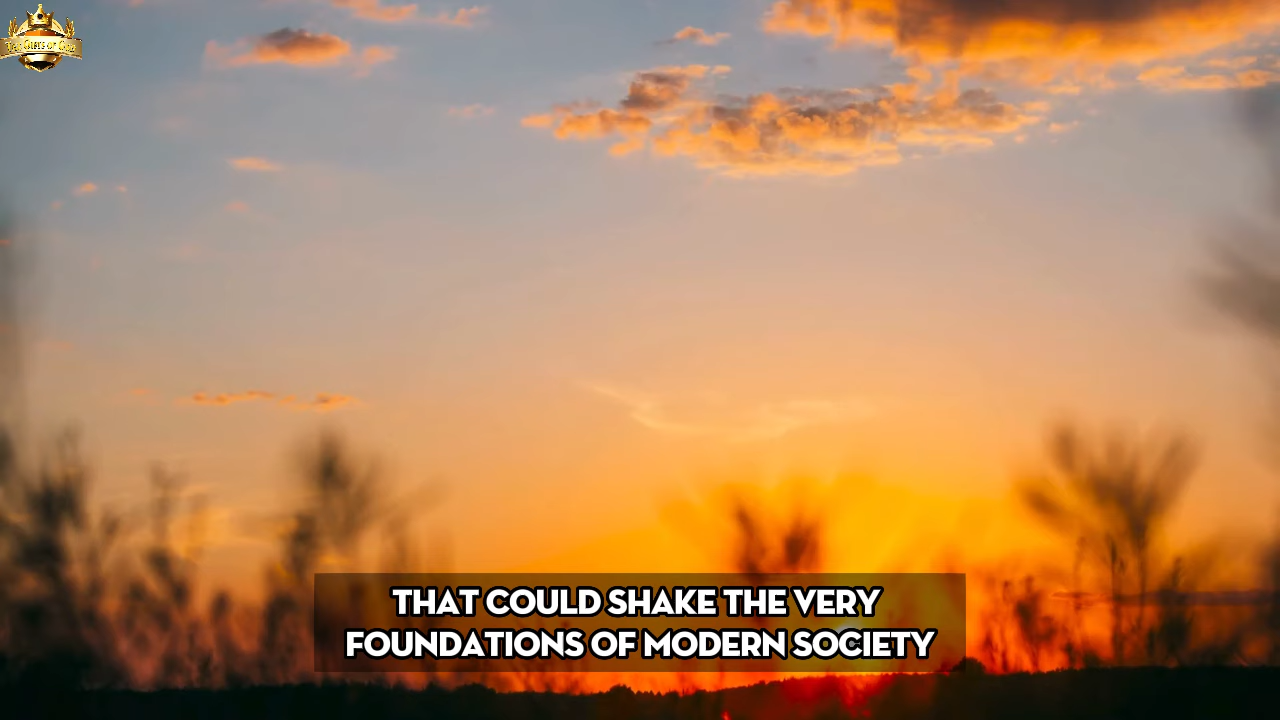 THAT COULD SHAKE THE VERY
FOUNDATIONS OF MODERN SOCIETY